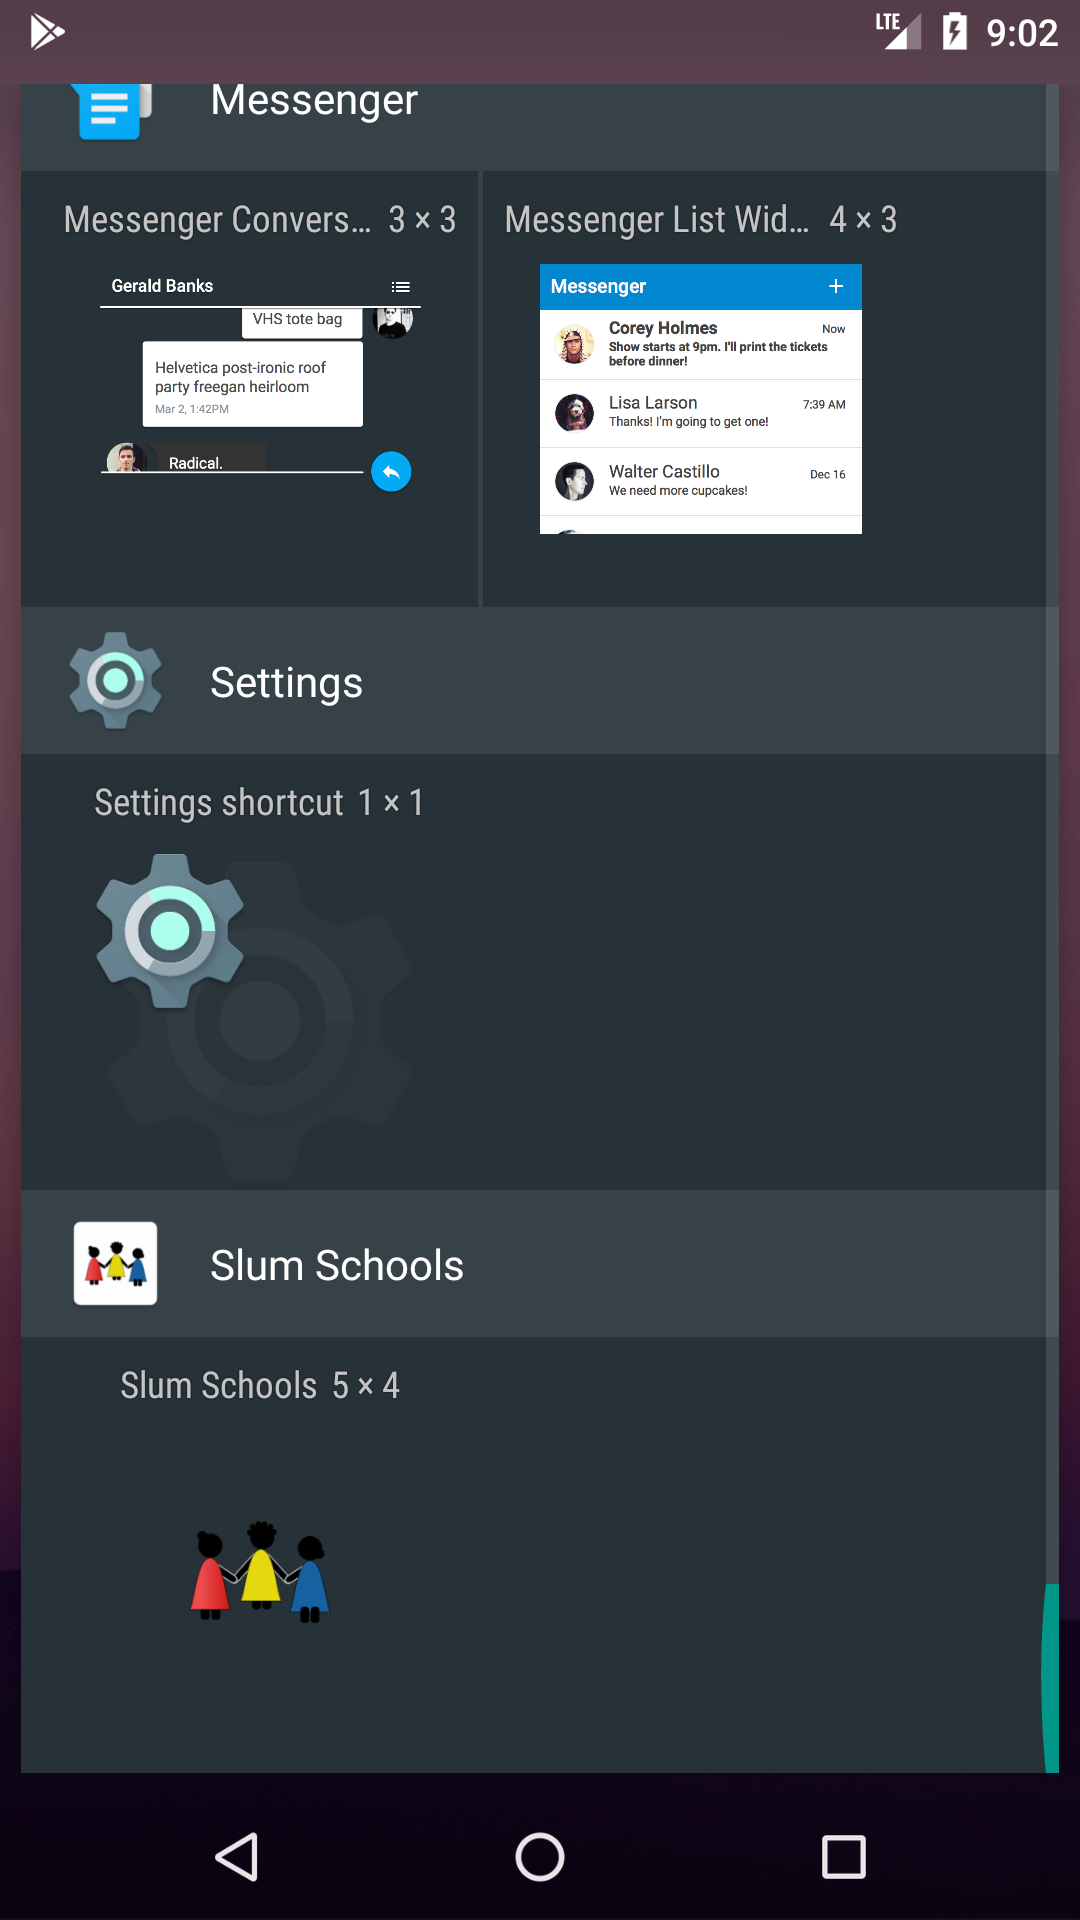 LTE 9:02
Messenger
Messenger Convers... 3 × 3
Messenger List Wid... 4 × 3
Gerald Banks
VHS tote bag
Helvetica post-ironic roof
party freegan heirloom
Mar 2, 1:42PM
Radical.
Messenger +
Corey Holmes Now
Show starts at 9pm. I'll print the tickets
before dinner!
Lisa Larson 7:39 AM
Thanks! I'm going to get one!
Walter Castillo Dec 16
We need more cupcakes!
Settings
Settings shortcut 1 × 1
Slum Schools
Slum Schools 5 × 4